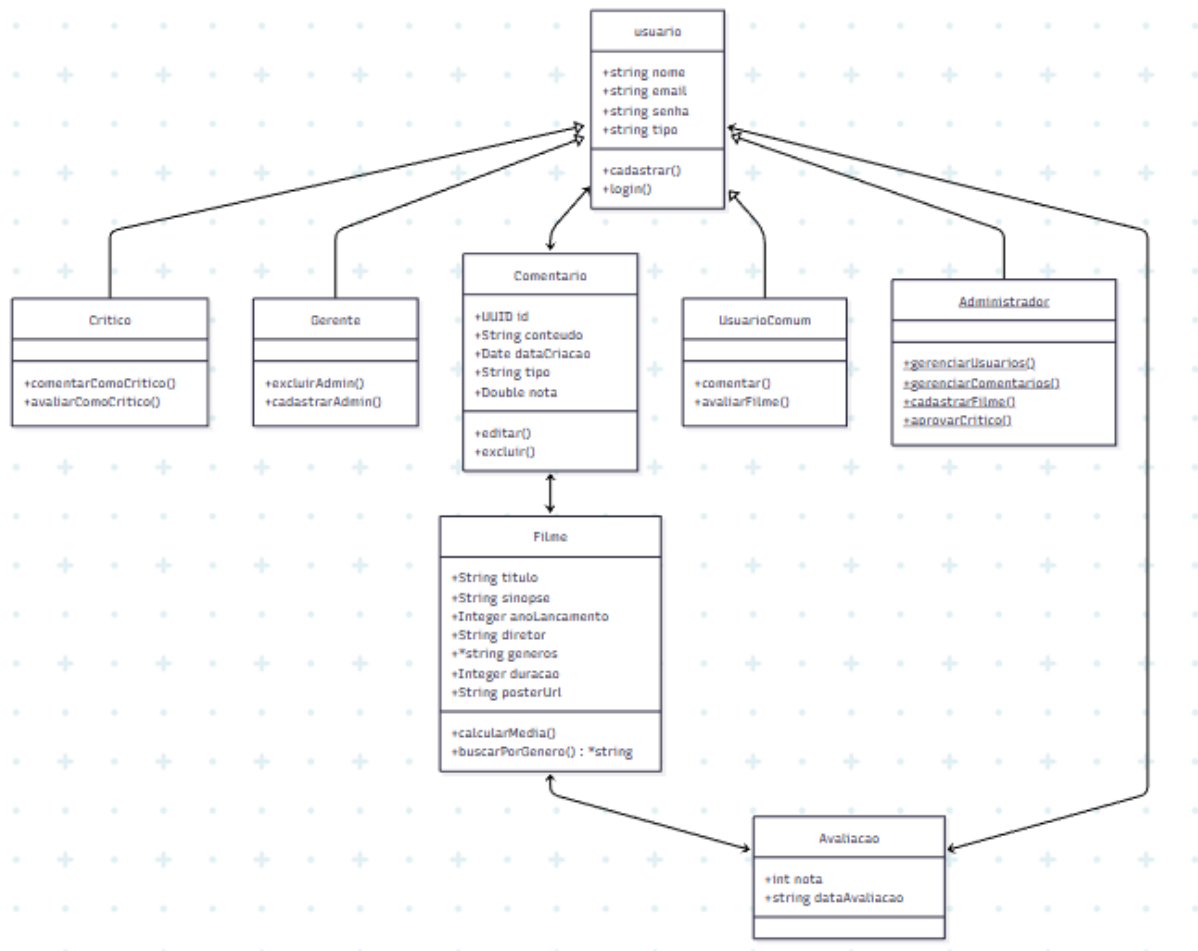 usuario
+string nome
+string email
+string senha
+string tipo
+cadastrar()
+login()
Critico
+comentarComoCritico()
+avaliarComoCritico()
Gerente
+excluirAdmin()
+cadastrarAdmin()
Comentario
+UUID id
+String conteudo
+Date dataCriacao
+String tipo
+Double nota
+editar()
+excluir()
UsuarioComum
+comentar()
+avaliarFilme()
Administrador
+gerenciarUsuarios()
+gerenciarComentarios()
+cadastrarFilme()
+aprovarCritico()
Filme
+String titulo
+String sinopse
+Integer anoLancamento
+String diretor
+*string generos
+Integer duracao
+String posterUrl
+calcularMedia()
+buscarPorGenero() : *string
Avaliacao
+int nota
+string dataAvaliacao